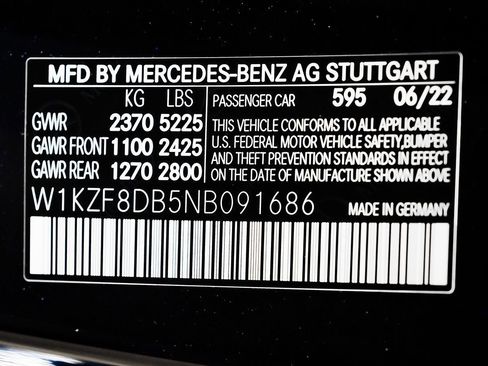 MFD BY MERCEDES-BENZ AG STUTTGART
KG LBS PASSENGER CAR 595 06/22
GVWR 2370 5225
GAWR FRONT 1100 2425
GAWR REAR 1270 2800
THIS VEHICLE CONFORMS TO ALL APPLICABLE
U.S. FEDERAL MOTOR VEHICLE SAFETY,BUMPER
AND THEFT PREVENTION STANDARDS IN EFFECT
ON THE DATE OF MANUFACTURE SHOWN ABOVE
W1KZF8DB5NB091686 MADE IN GERMANY